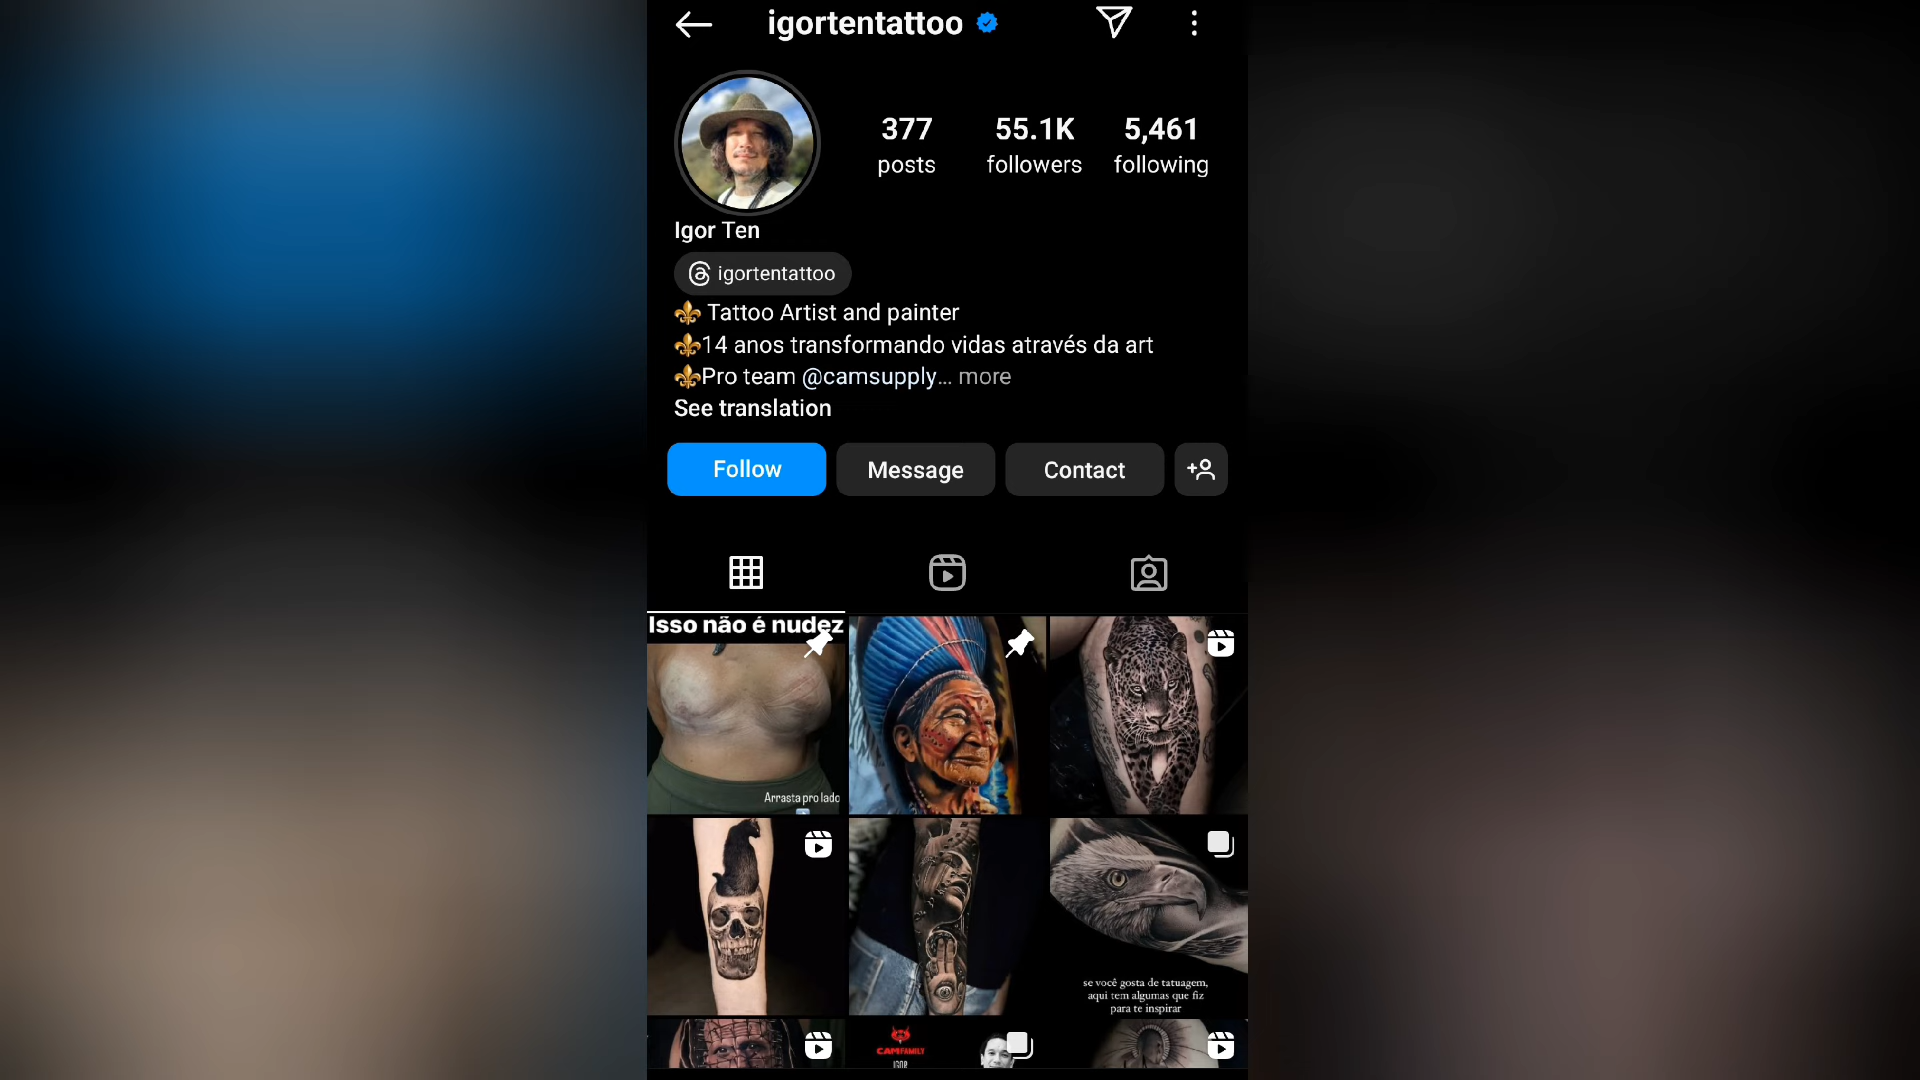 igortentattoo
377
posts
55.1K
followers
5,461
following
Igor Ten
igortentattoo
Tattoo Artist and painter
14 anos transformando vidas através da art
Pro team @camsupply... more
See translation
Follow
Message
Contact
Isso não é nudez
Arrasta pro lado
se você gosta de tatuagem,
aqui tem algumas que fiz
para te inspirar
CAMFAMILY
IGOR